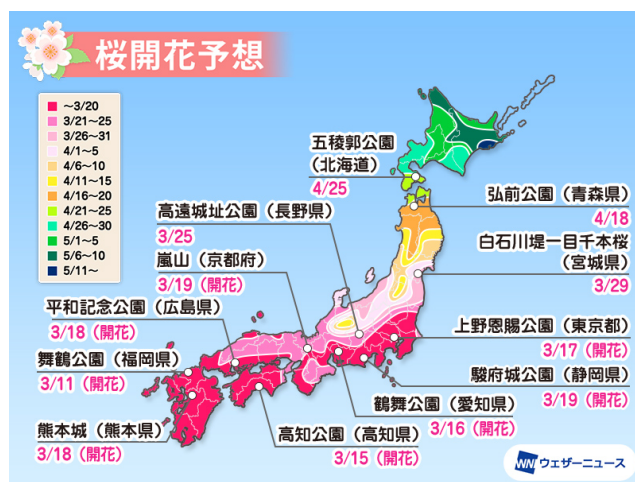 桜開花予想
～3/20
3/21～25
3/26～31
4/1～5
4/6～10
4/11～15
4/16～20
4/21～25
4/26～30
5/1～5
5/6～10
5/11～
五稜郭公園
（北海道）
4/25
弘前公園（青森県）
4/18
高遠城址公園（長野県）
3/25
白石川堤一目千本桜
（宮城県）
3/29
嵐山（京都府）
3/19（開花）
平和記念公園（広島県）
3/18（開花）
上野恩賜公園（東京都）
3/17（開花）
舞鶴公園（福岡県）
3/11（開花）
駿府城公園（静岡県）
3/19（開花）
鶴舞公園（愛知県）
3/16（開花）
熊本城（熊本県）
3/18（開花）
高知公園（高知県）
3/15（開花）
WN ウェザーニュース